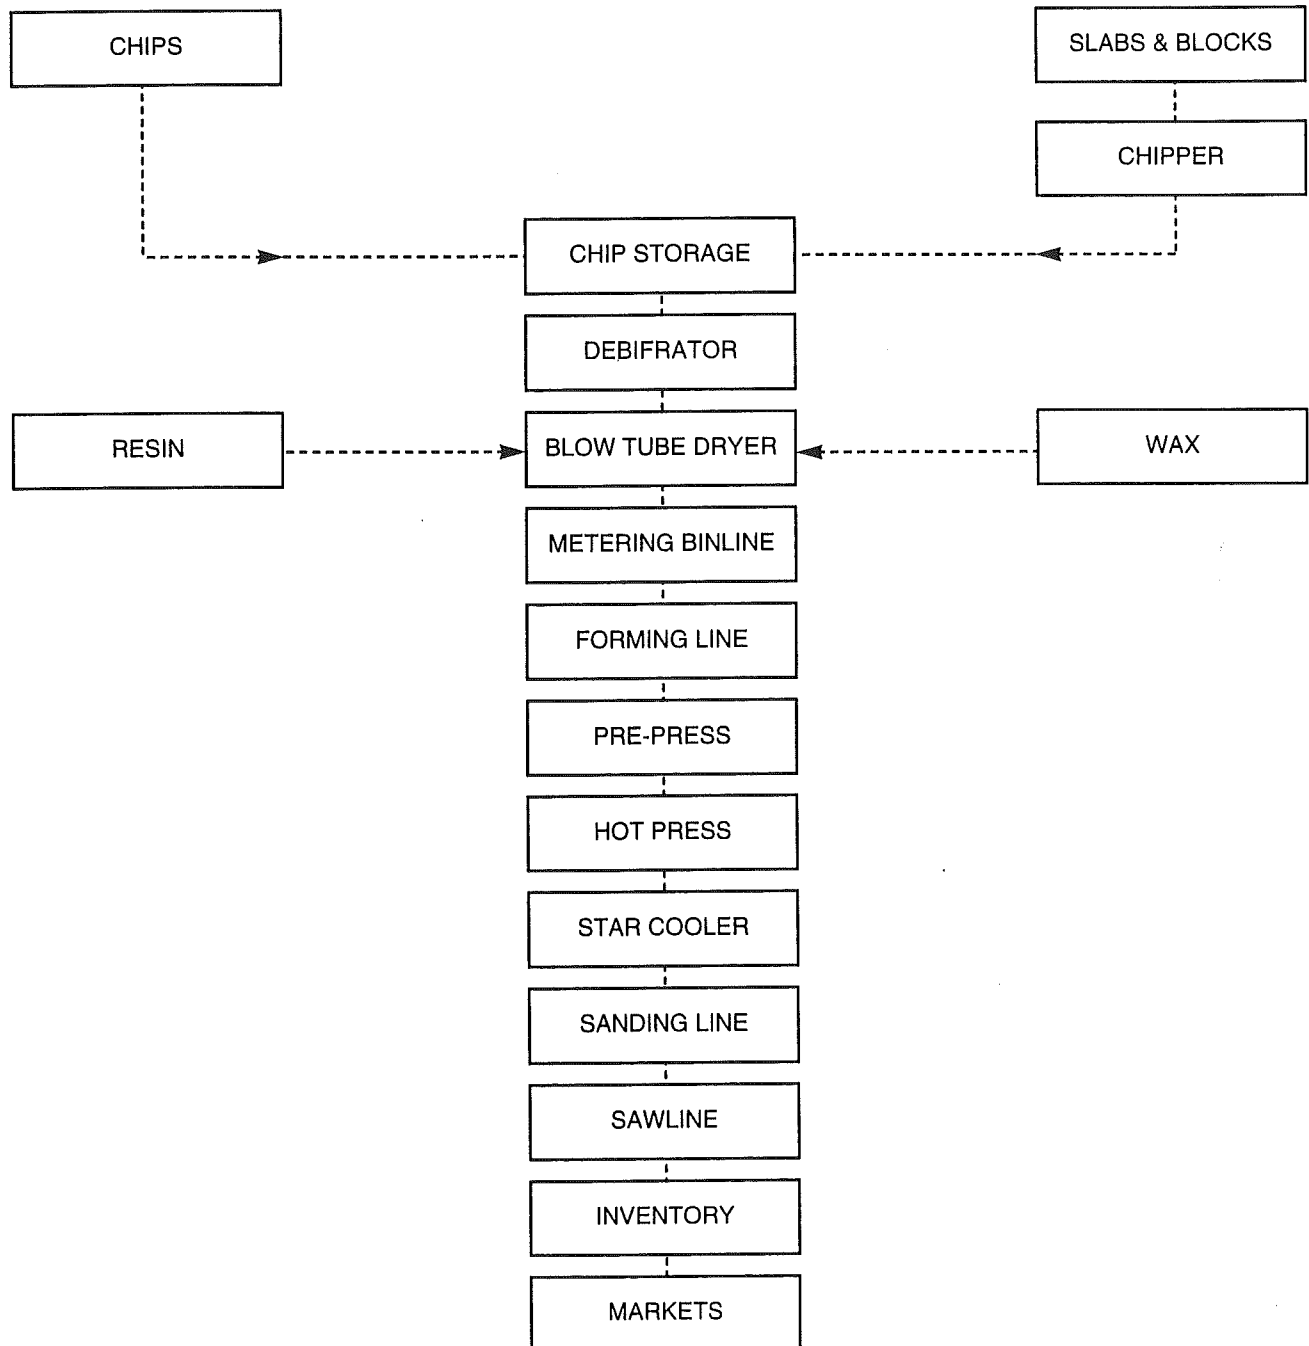 CHIPS
SLABS & BLOCKS
CHIPPER
CHIP STORAGE
DEBIFRATOR
RESIN
BLOW TUBE DRYER
WAX
METERING BINLINE
FORMING LINE
PRE-PRESS
HOT PRESS
STAR COOLER
SANDING LINE
SAWLINE
INVENTORY
MARKETS